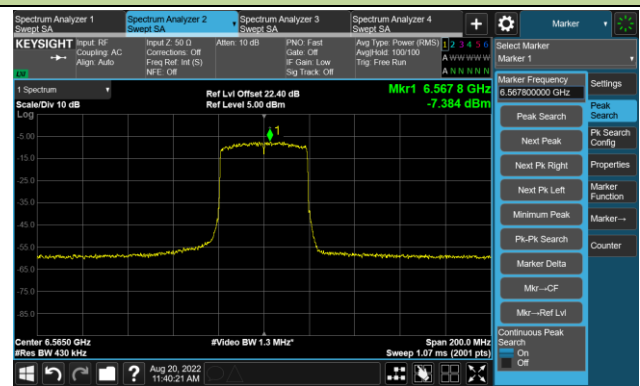 Spectrum Analyzer 1
Swept SA
Spectrum Analyzer 2
Swept SA
Spectrum Analyzer 3
Swept SA
Spectrum Analyzer 4
Swept SA
+
Marker
KEYSIGHT
Input: RF
Coupling: AC
Align: Auto
Input Z: 50 Ω
Corrections: Off
Freq Ref: Int (S)
NFE: Off
Atten: 10 dB
PNO: Fast
Gate: Off
IF Gain: Low
Sig Track: Off
Avg Type: Power (RMS)
Avg|Hold: 100/100
Trig: Free Run
1 2 3 4 5 6
A W W W W W
A N N N N N
LXI
Select Marker
Marker 1
1 Spectrum
Scale/Div 10 dB
Log
Ref Lvl Offset 22.40 dB
Ref Level 5.00 dBm
Mkr1 6.567 8 GHz
-7.384 dBm
1
-5.00
-15.0
-25.0
-35.0
-45.0
-55.0
-65.0
-75.0
-85.0
Center 6.5650 GHz
#Res BW 430 kHz
#Video BW 1.3 MHz*
Span 200.0 MHz
Sweep 1.07 ms (2001 pts)
Marker Frequency
6.567800000 GHz
Peak Search
Next Peak
Next Pk Right
Next Pk Left
Minimum Peak
Pk-Pk Search
Marker Delta
Mkr→CF
Mkr→Ref Lvl
Continuous Peak
Search
On
Off
Settings
Peak
Search
Pk Search
Config
Properties
Marker
Function
Marker→
Counter
?
Aug 20, 2022
11:40:21 AM